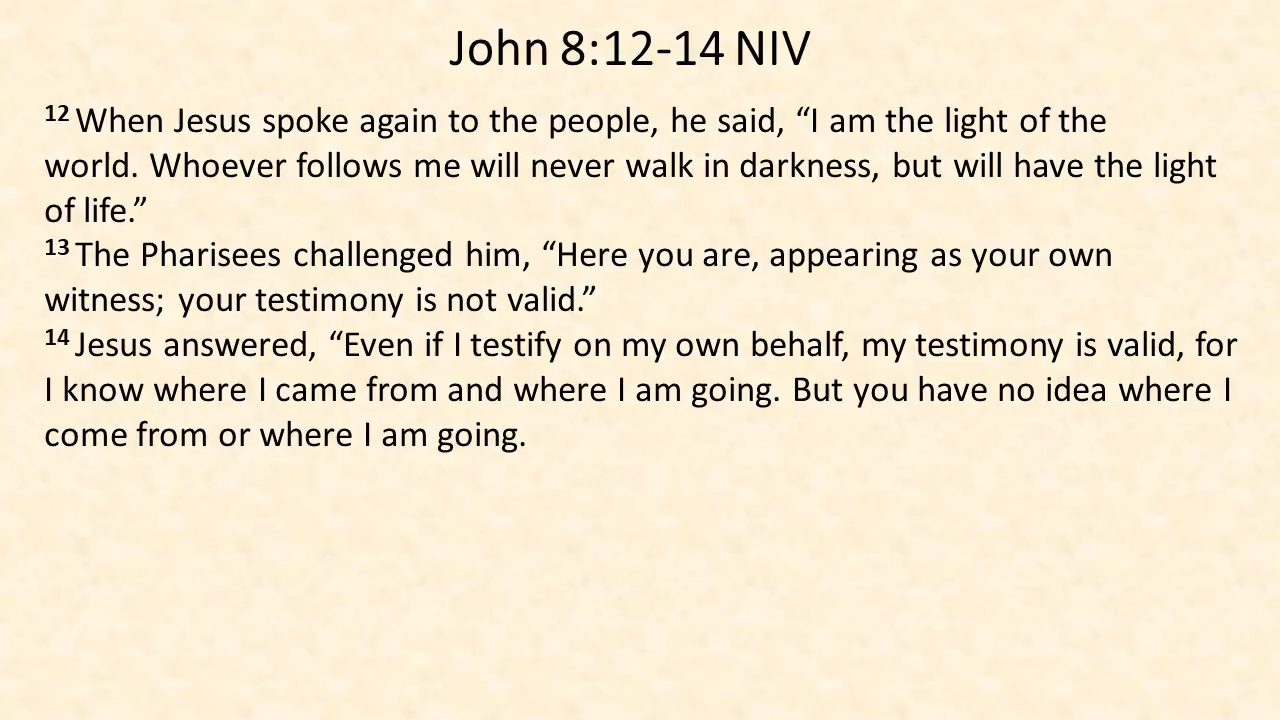 John 8:12-14 NIV
12 When Jesus spoke again to the people, he said, “I am the light of the
world. Whoever follows me will never walk in darkness, but will have the light
of life.”
13 The Pharisees challenged him, “Here you are, appearing as your own
witness; your testimony is not valid.”
14 Jesus answered, “Even if I testify on my own behalf, my testimony is valid, for
I know where I came from and where I am going. But you have no idea where I
come from or where I am going.